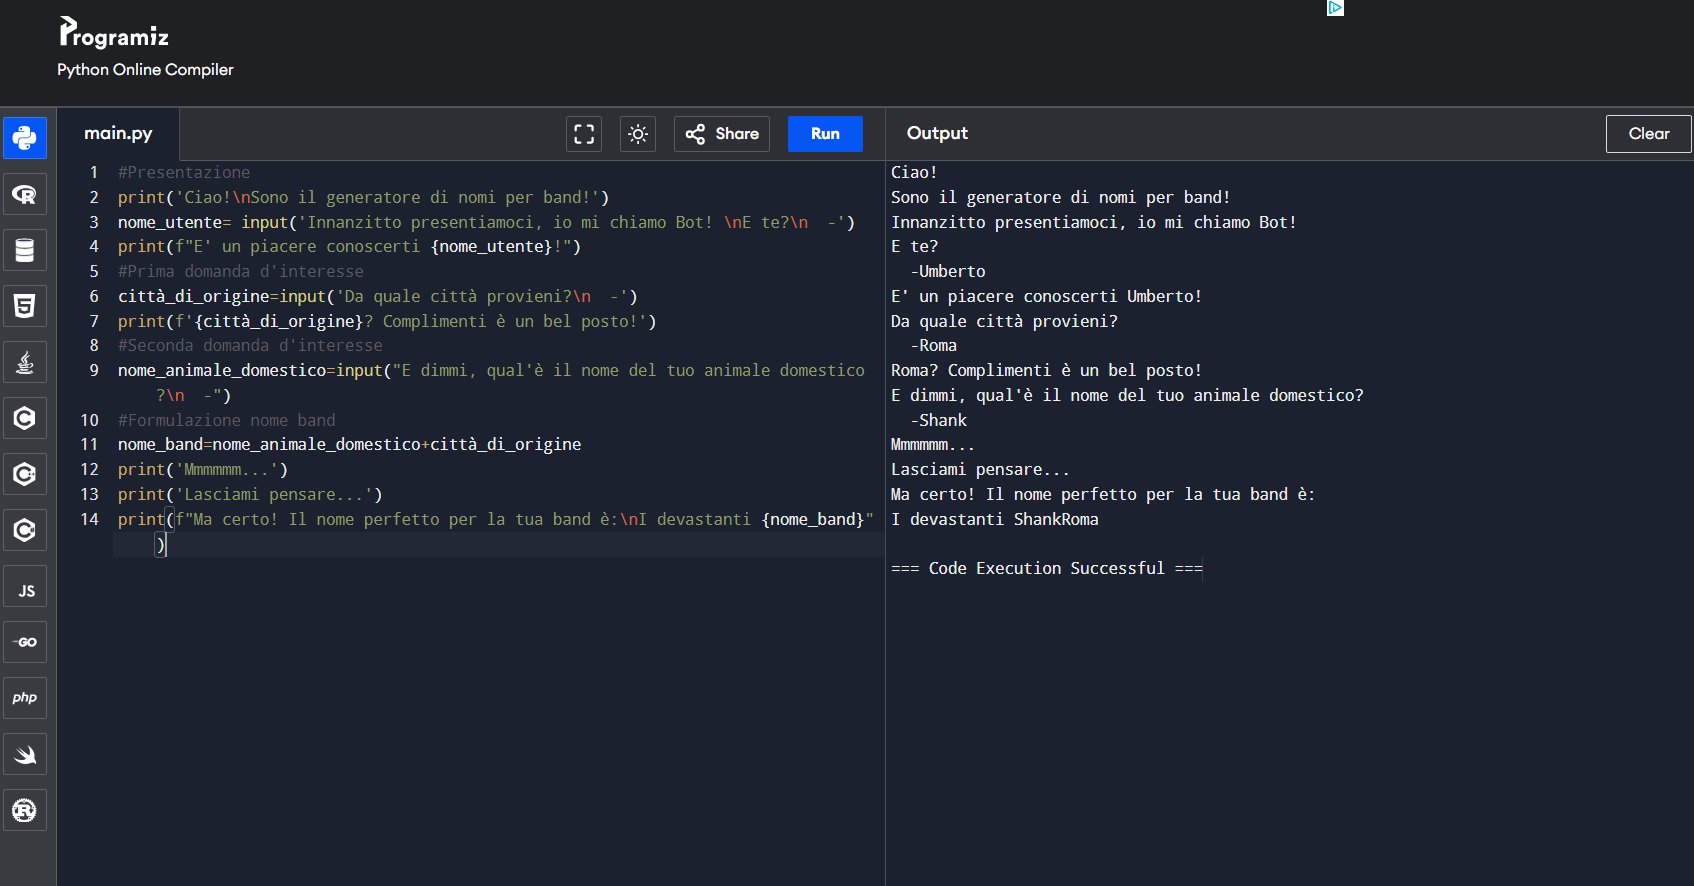 Programiz
Python Online Compiler
main.py
Share
Run
Output
Clear
1 #Presentazione
2 print('Ciao!\nSono il generatore di nomi per band!')
3 nome_utente= input('Innanzitto presentiamoci, io mi chiamo Bot! \nE te?\n  -')
4 print(f"E' un piacere conoscerti {nome_utente}!")
5 #Prima domanda d'interesse
6 città_di_origine=input('Da quale città provieni?\n  -')
7 print(f'{città_di_origine}? Complimenti è un bel posto!')
8 #Seconda domanda d'interesse
9 nome_animale_domestico=input("E dimmi, qual'è il nome del tuo animale domestico
?\n  -")
10 #Formulazione nome band
11 nome_band=nome_animale_domestico+città_di_origine
12 print('Mmmmmm...')
13 print('Lasciami pensare...')
14 print(f"Ma certo! Il nome perfetto per la tua band è:\nI devastanti {nome_band}"
)
Ciao!
Sono il generatore di nomi per band!
Innanzitto presentiamoci, io mi chiamo Bot!
E te?
  -Umberto
E' un piacere conoscerti Umberto!
Da quale città provieni?
  -Roma
Roma? Complimenti è un bel posto!
E dimmi, qual'è il nome del tuo animale domestico?
  -Shank
Mmmmmm...
Lasciami pensare...
Ma certo! Il nome perfetto per la tua band è:
I devastanti ShankRoma
=== Code Execution Successful ===
R
5
C
C
C
JS
GO
php
R